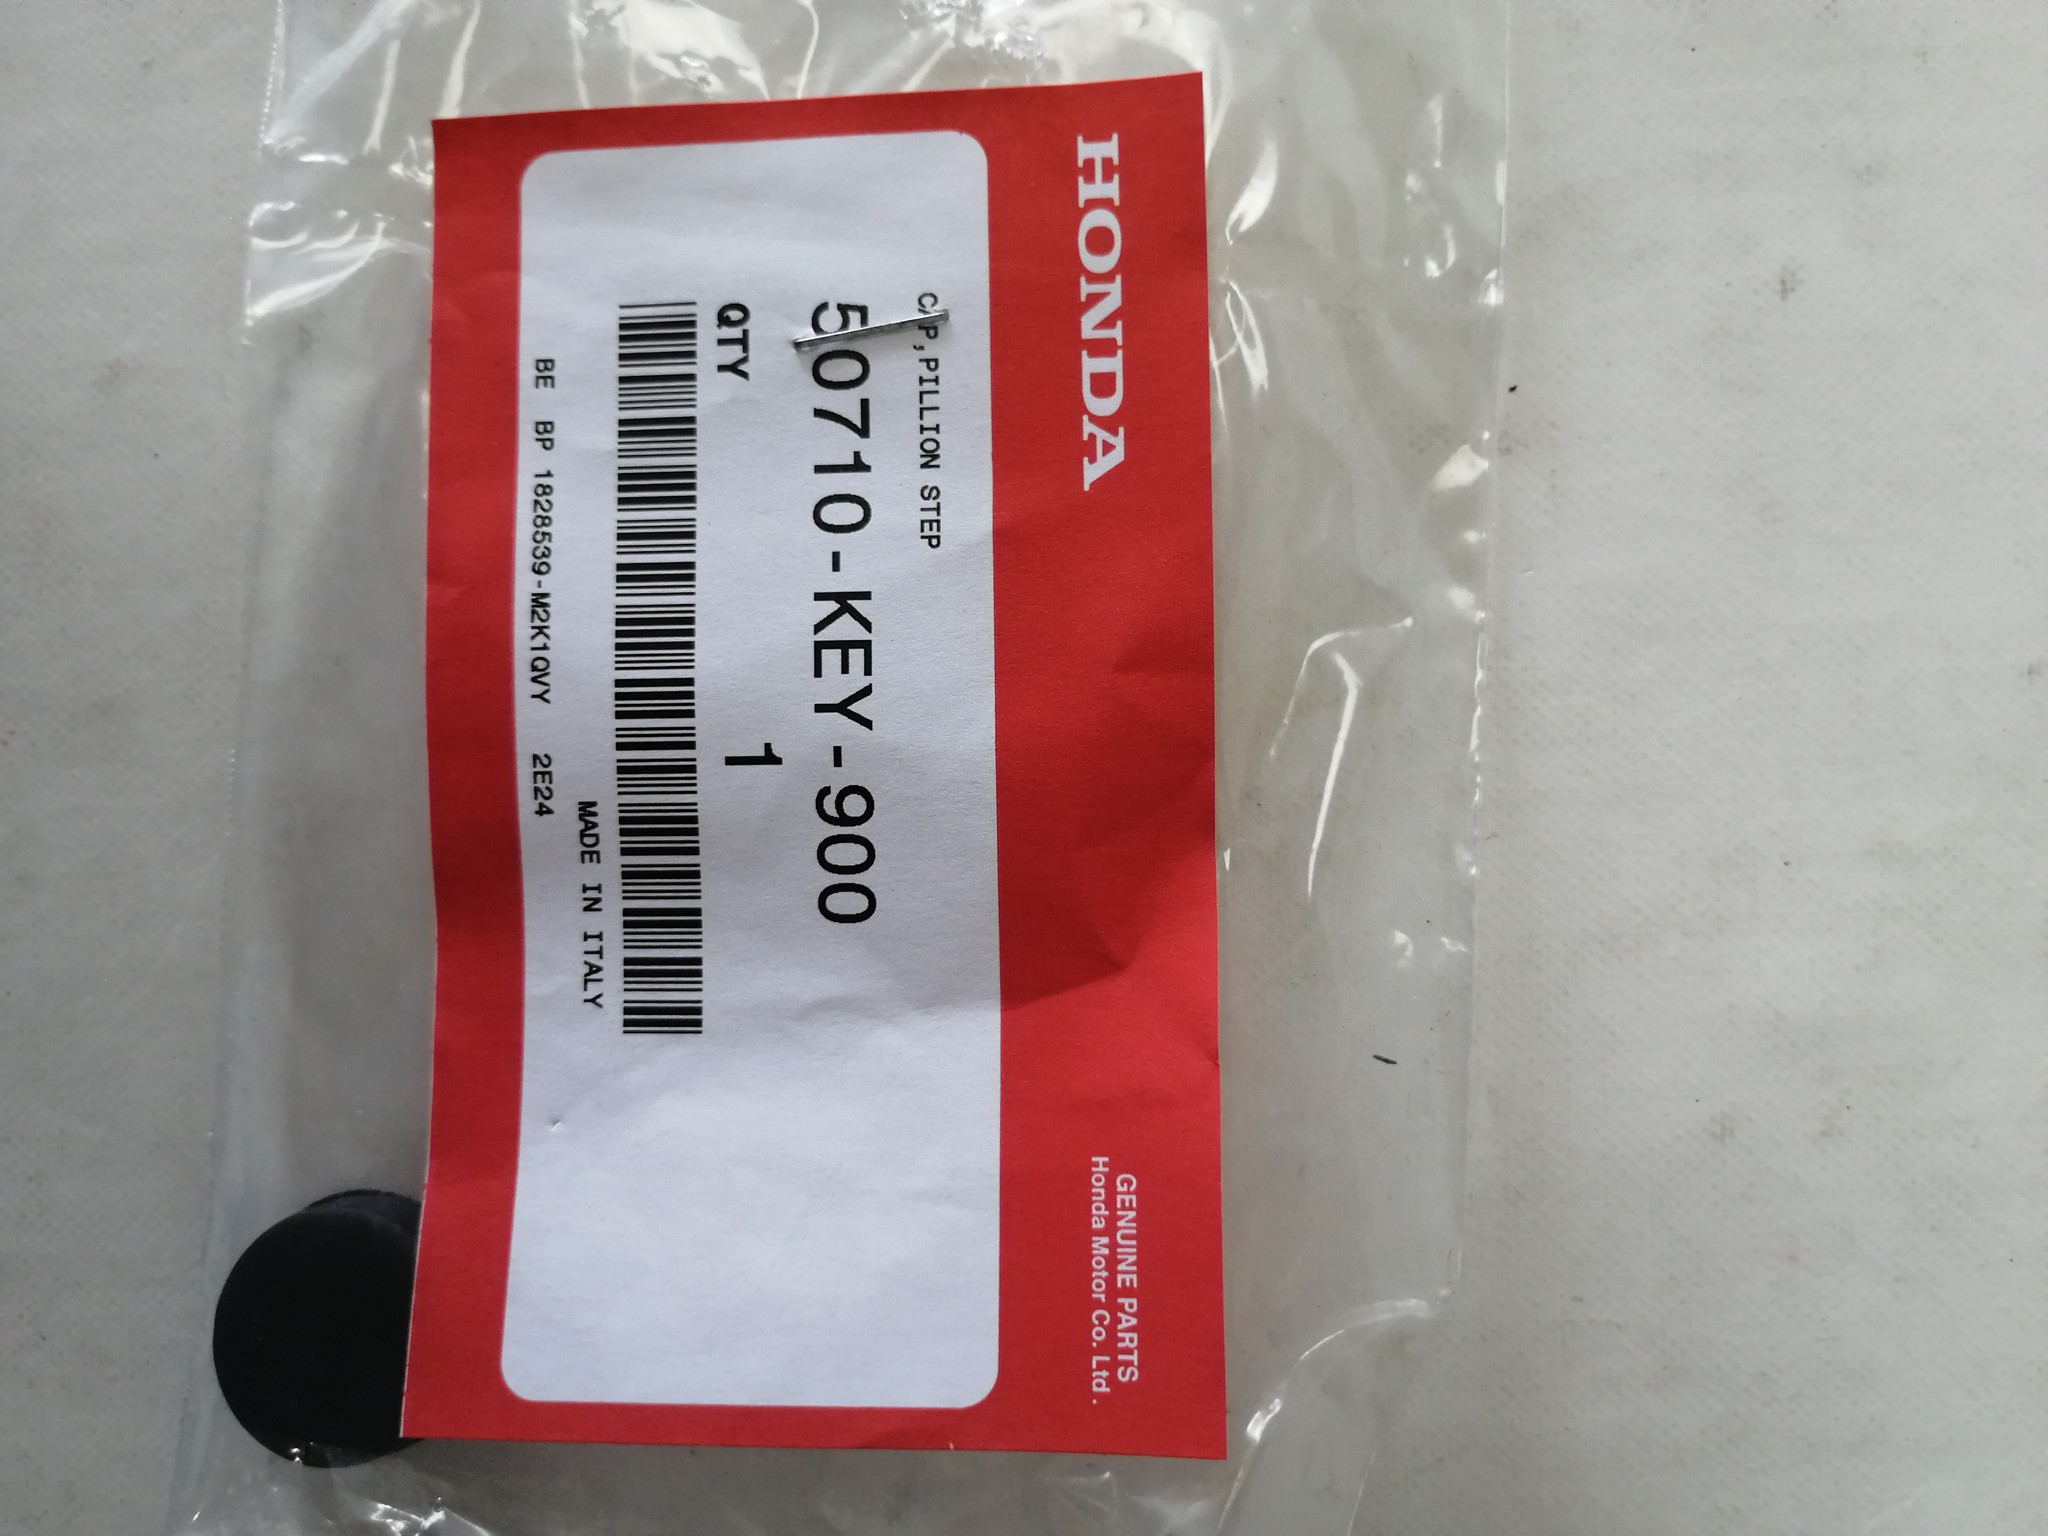 HONDA
GENUINE PARTS
Honda Motor Co. Ltd.
CAP,PILLION STEP
50710-KEY-900
QTY 1
MADE IN ITALY
BE BP 1828539-M2K1QVY 2E24